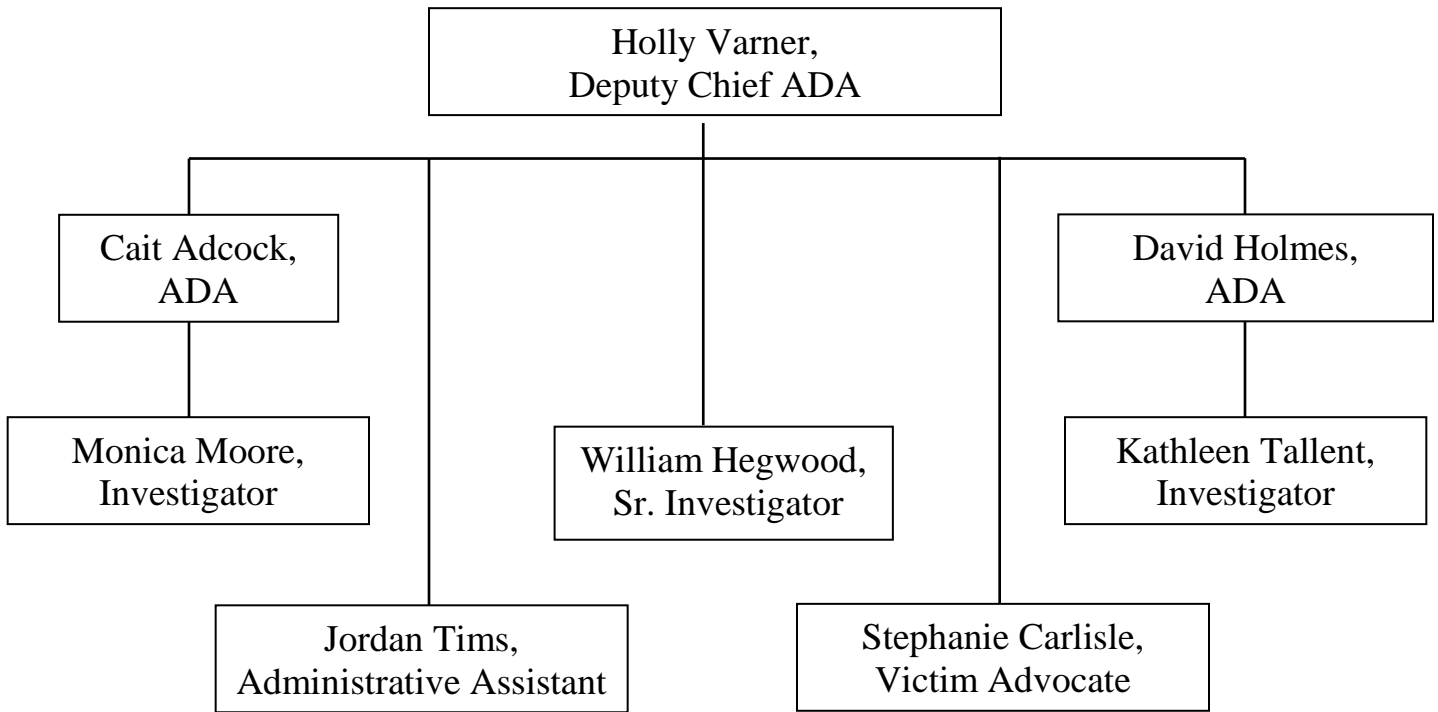 Holly Varner,
Deputy Chief ADA
Cait Adcock,
ADA
David Holmes,
ADA
Monica Moore,
Investigator
William Hegwood,
Sr. Investigator
Kathleen Tallent,
Investigator
Jordan Tims,
Administrative Assistant
Stephanie Carlisle,
Victim Advocate